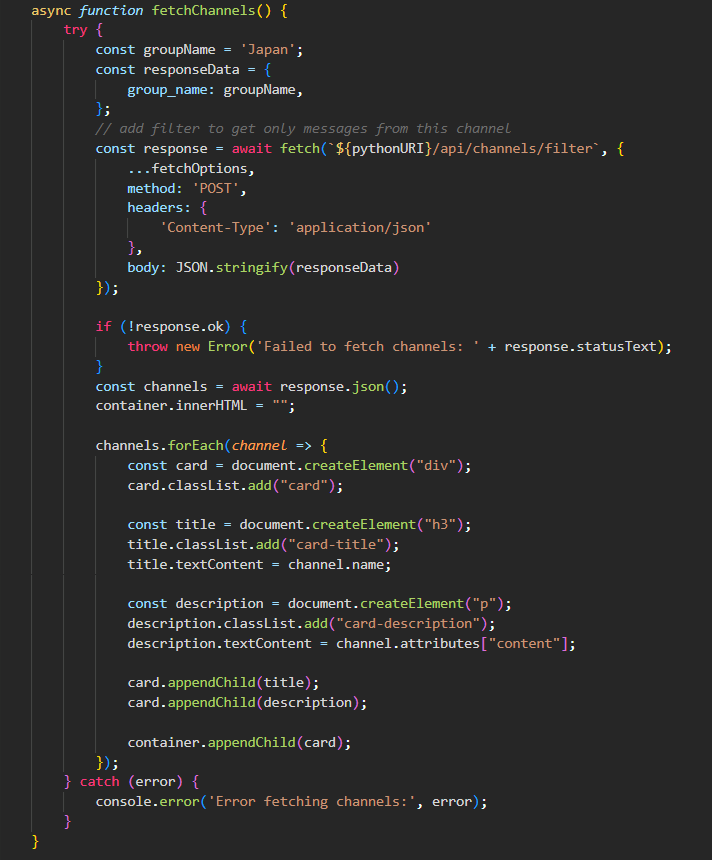 async function fetchChannels() {
    try {
        const groupName = 'Japan';
        const responseData = {
            group_name: groupName,
        };
        // add filter to get only messages from this channel
        const response = await fetch(`${pythonURI}/api/channels/filter`, {
            ...fetchOptions,
            method: 'POST',
            headers: {
                'Content-Type': 'application/json'
            },
            body: JSON.stringify(responseData)
        });

        if (!response.ok) {
            throw new Error('Failed to fetch channels: ' + response.statusText);
        }
        const channels = await response.json();
        container.innerHTML = "";

        channels.forEach(channel => {
            const card = document.createElement("div");
            card.classList.add("card");

            const title = document.createElement("h3");
            title.classList.add("card-title");
            title.textContent = channel.name;

            const description = document.createElement("p");
            description.classList.add("card-description");
            description.textContent = channel.attributes["content"];

            card.appendChild(title);
            card.appendChild(description);

            container.appendChild(card);
        });
    } catch (error) {
        console.error('Error fetching channels:', error);
    }
}